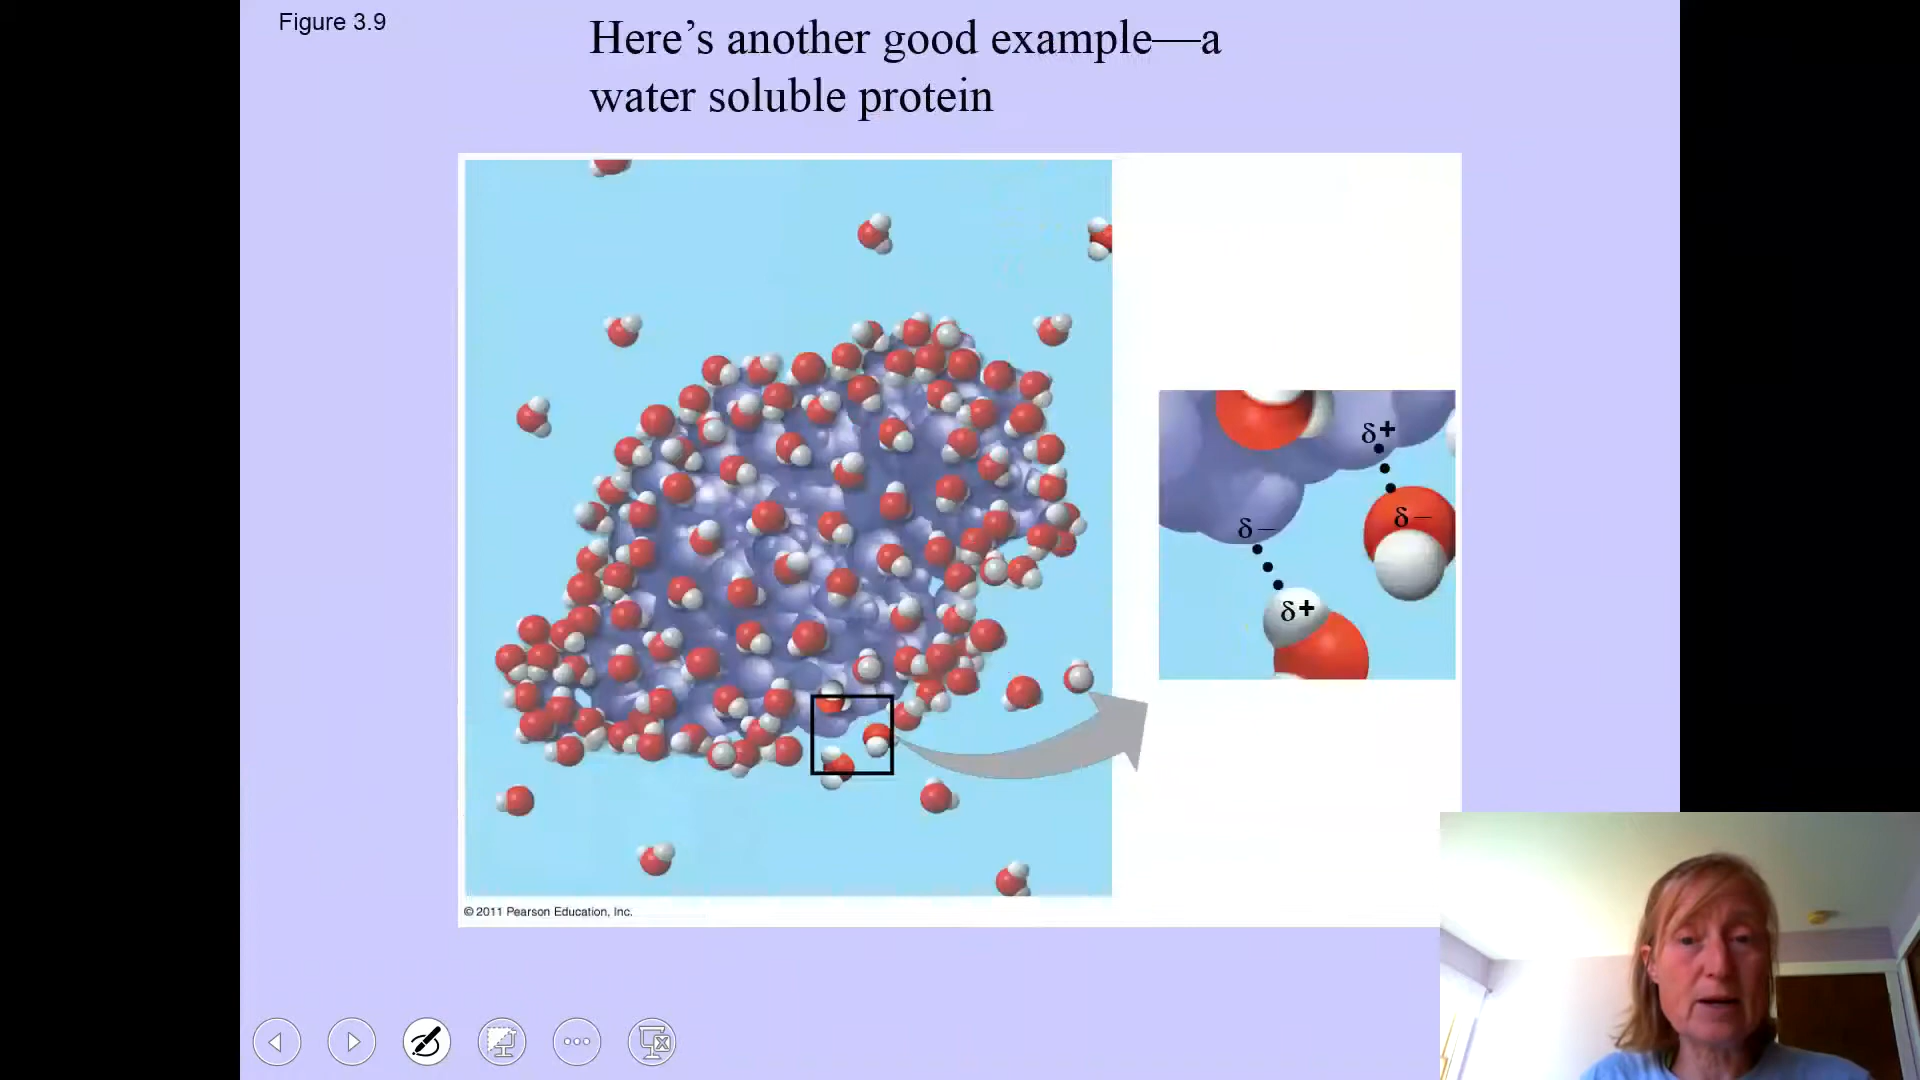 Figure 3.9
Here’s another good example—a
water soluble protein
δ+
δ–
δ–
δ+
© 2011 Pearson Education, Inc.